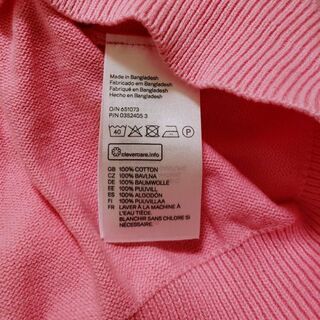 Made in Bangladesh
Fabricado em Bangladesh
Fabriqué en Bangladesh
Hecho en Bangladesh
O/N 651073
P/N 03S2405.3
40 P
clevercare.info
GB 100% COTTON
CZ 100% BAVLNA
DE 100% BAUMWOLLE
EE 100% PUUVILL
ES 100% ALGODÓN
FI 100% PUUVILLAA
FR LAVER À LA MACHINE À
L'EAU TIÈDE.
BLANCHIR SANS CHLORE SI
NÉCESSAIRE.